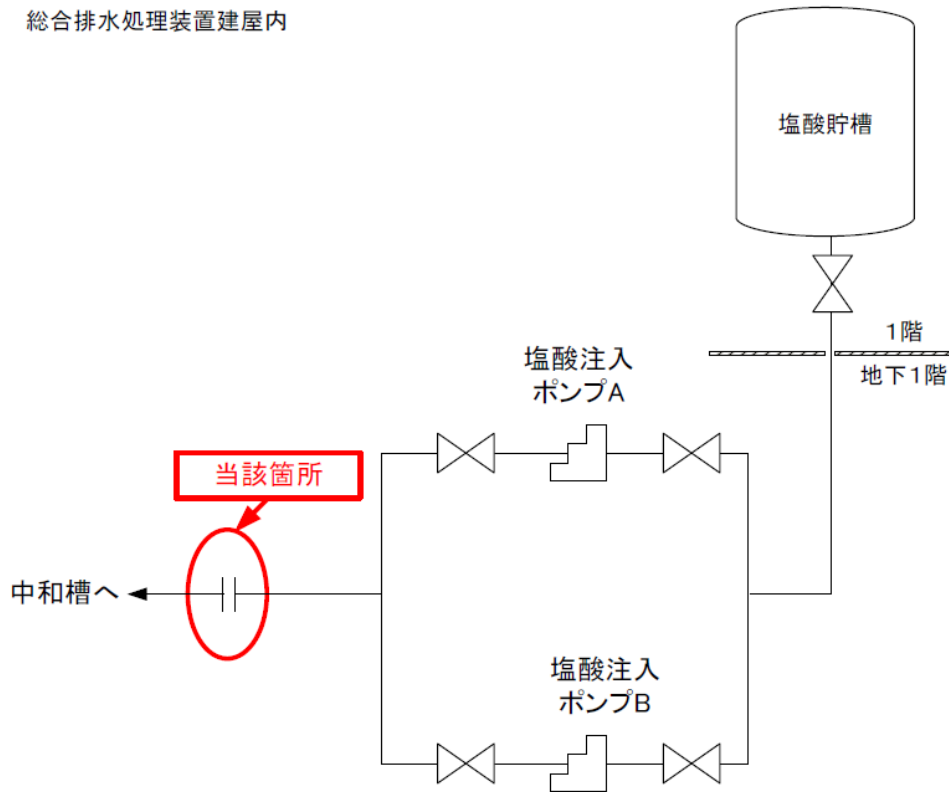 総合排水処理装置建屋内
塩酸貯槽
1階
地下1階
塩酸注入
ポンプA
当該箇所
中和槽へ
塩酸注入
ポンプB